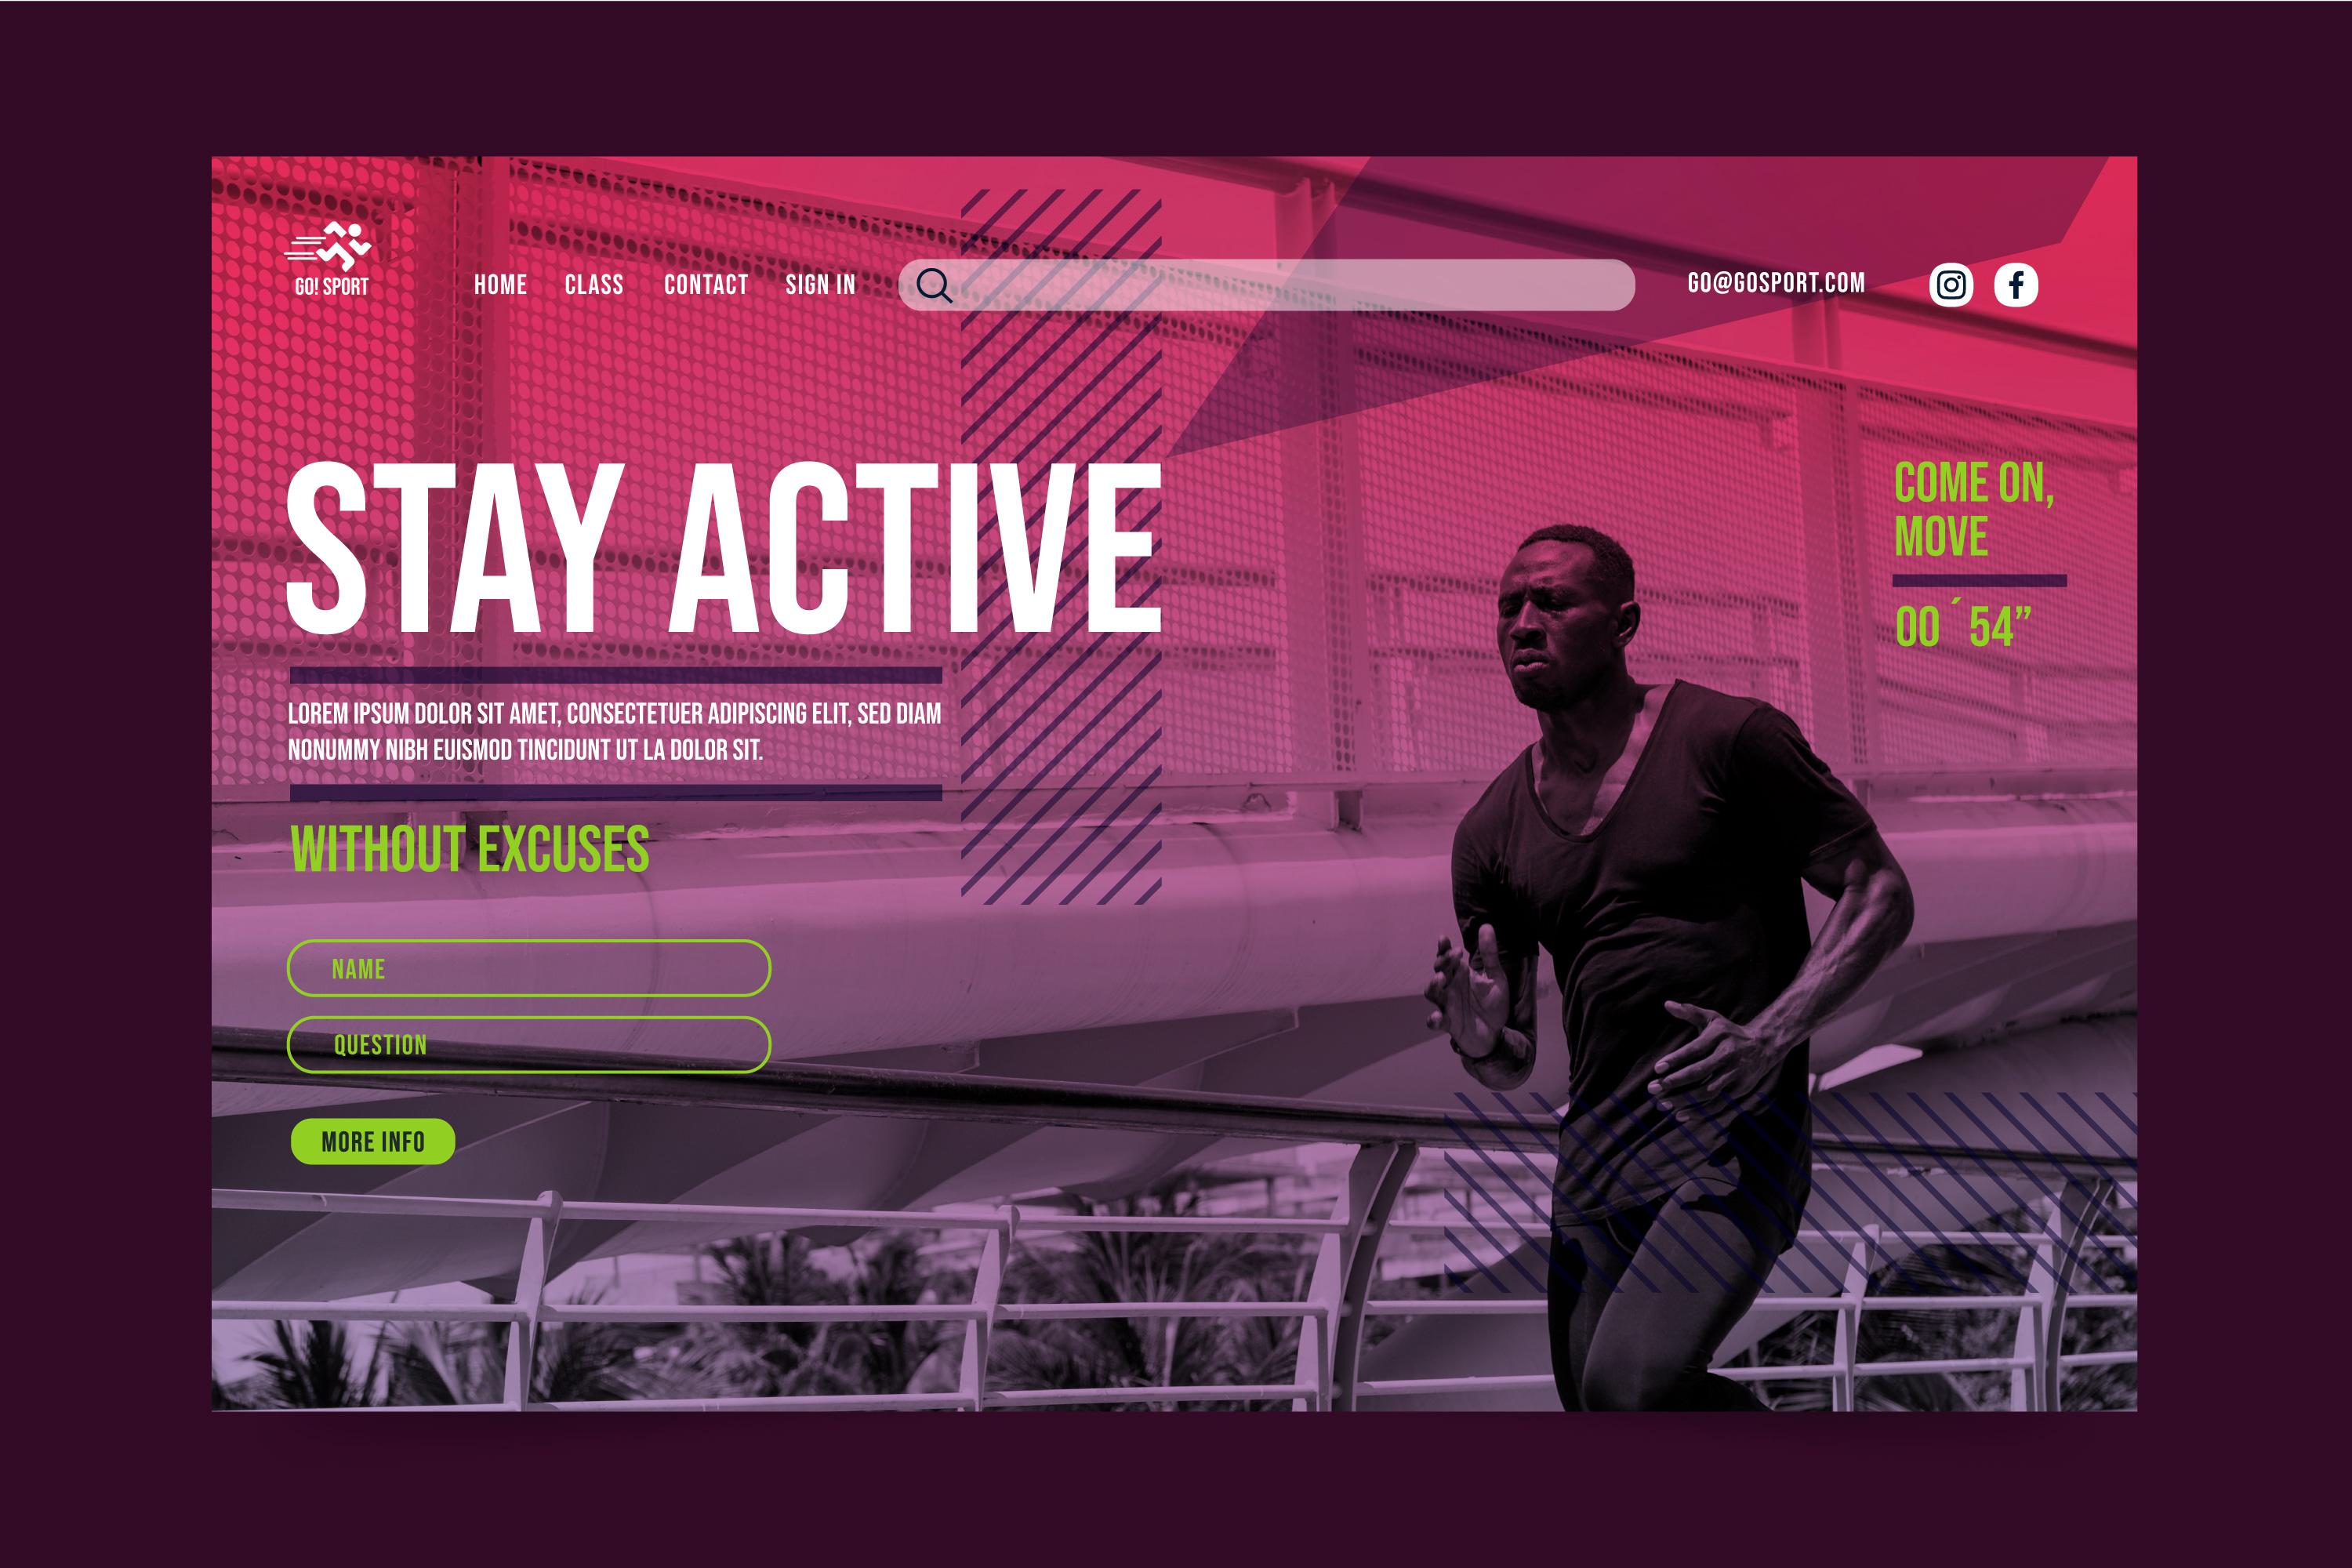 GO! SPORT
HOME
CLASS
CONTACT
SIGN IN
GO@GOSPORT.COM
STAY ACTIVE
LOREM IPSUM DOLOR SIT AMET, CONSECTETUER ADIPISCING ELIT, SED DIAM
NONUMMY NIBH EUISMOD TINCIDUNT UT LA DOLOR SIT.
WITHOUT EXCUSES
NAME
QUESTION
MORE INFO
COME ON,
MOVE
00 ´ 54”